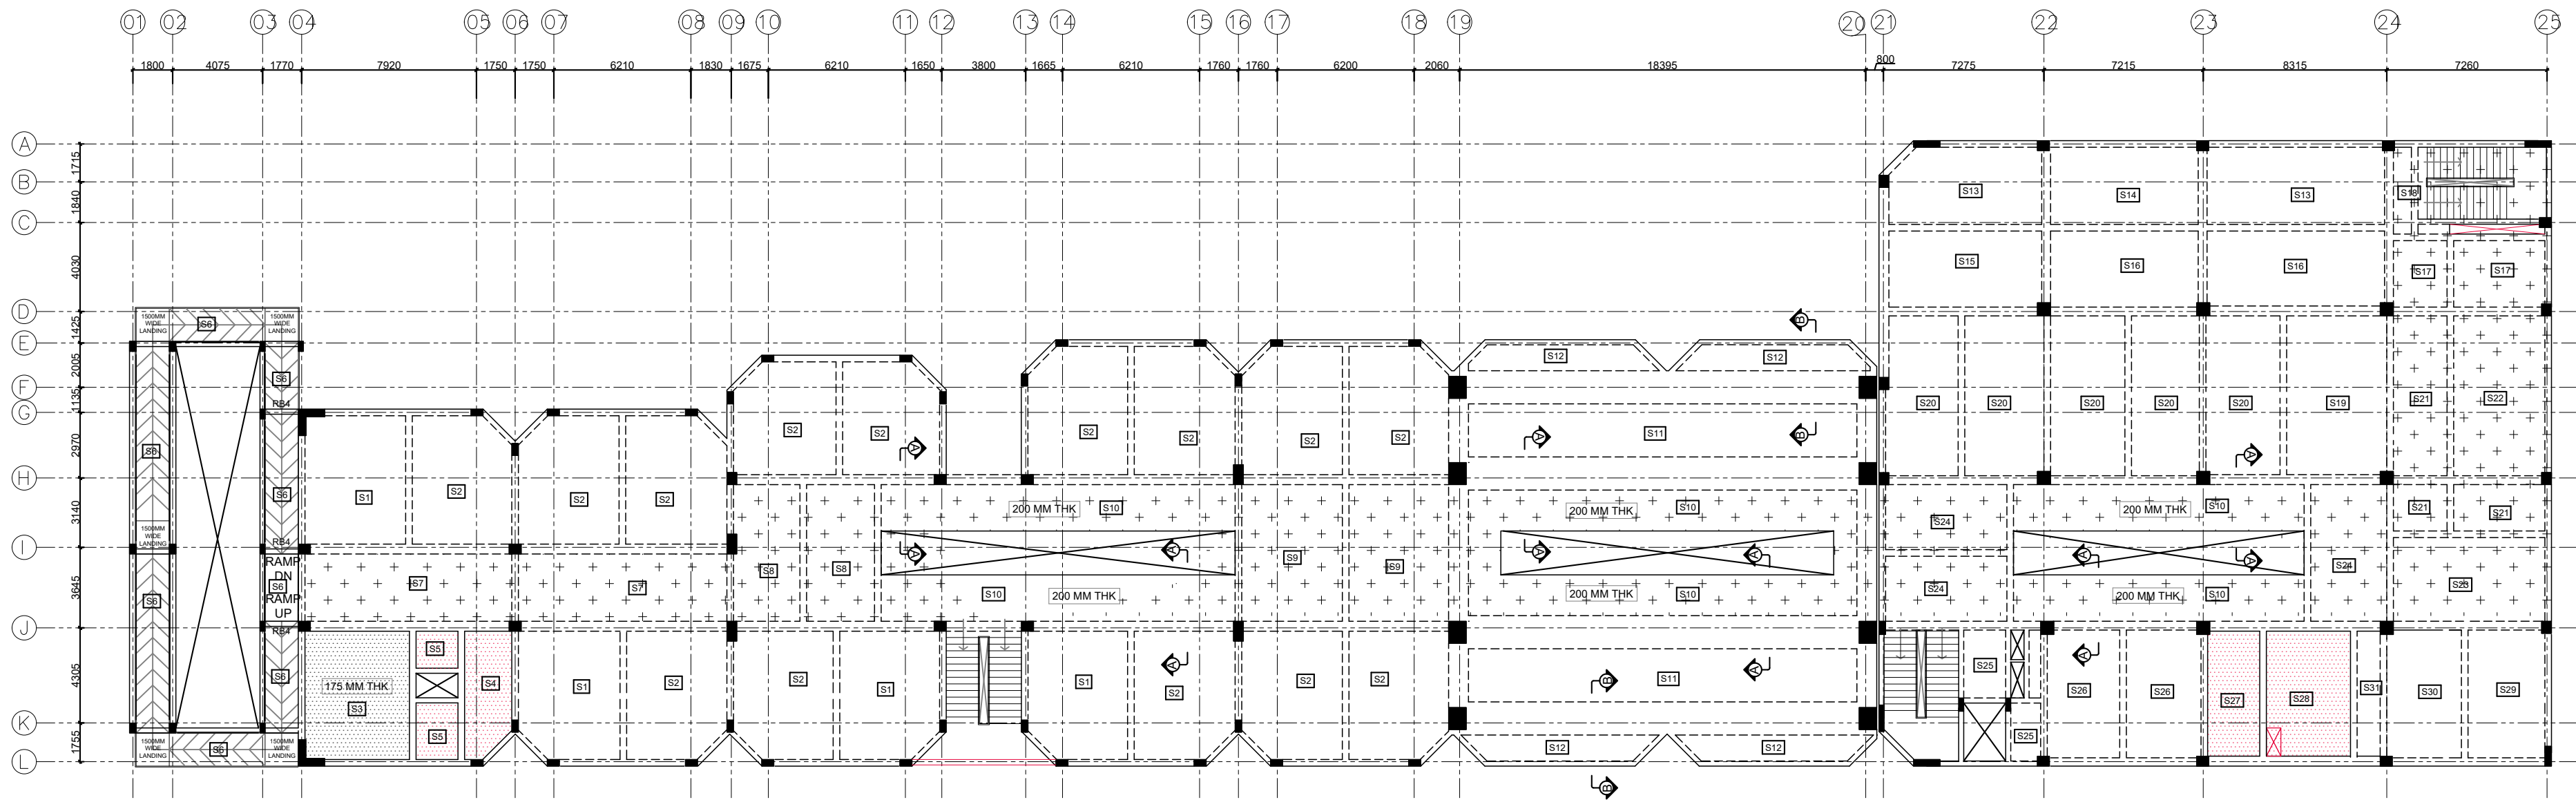 01 02 03 04 05 06 07 08 09 10 11 12 13 14 15 16 17 18 19 20 21 22 23 24 25
1800 4075 1770 7920 1750 1750 6210 1830 1675 6210 1650 3800 1665 6210 1760 1760 6200 2060 18395 800 7275 7215 8315 7260
A
1715
B
1840
C
4030
D
1425
E
2005
F
1135
G
2970
H
3140
I
3645
J
4305
K
1755
L
S13 S14 S13 S18
S15 S16 S16 S17 S17
1500MM
WIDE
LANDING
S6
1500MM
WIDE
LANDING
B
S12 S12
S6
RB4
S20 S20 S20 S20 S20 S19 S21 S22
S2 S2 S2 S2 S2 S2 S11
A A B A
S6
S1 S2 S2 S2 S6
200 MM THK S10 200 MM THK S10 200 MM THK S10
S24 S21 S21
1500MM
WIDE
LANDING
RB4
A A A A A A
RAMP
DN
S6
RAMP
UP
S7 S7 S8 S8 S9 S9 S24 S23
S6
S10 200 MM THK 200 MM THK S10 S24 200 MM THK S10
RB4
S5 A A A
S6 175 MM THK S4 S1 S2 S2 S1 S1 S2 S2 S2 B S11 S25 S26 S26 S27 S28 S31 S30 S29
S3
S5 S25
1500MM
WIDE
LANDING
S6
1500MM
WIDE
LANDING
S12 S12
B